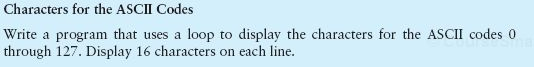 Characters for the ASCII Codes
Write a program that uses a loop to display the characters for the ASCII codes 0
through 127. Display 16 characters on each line.